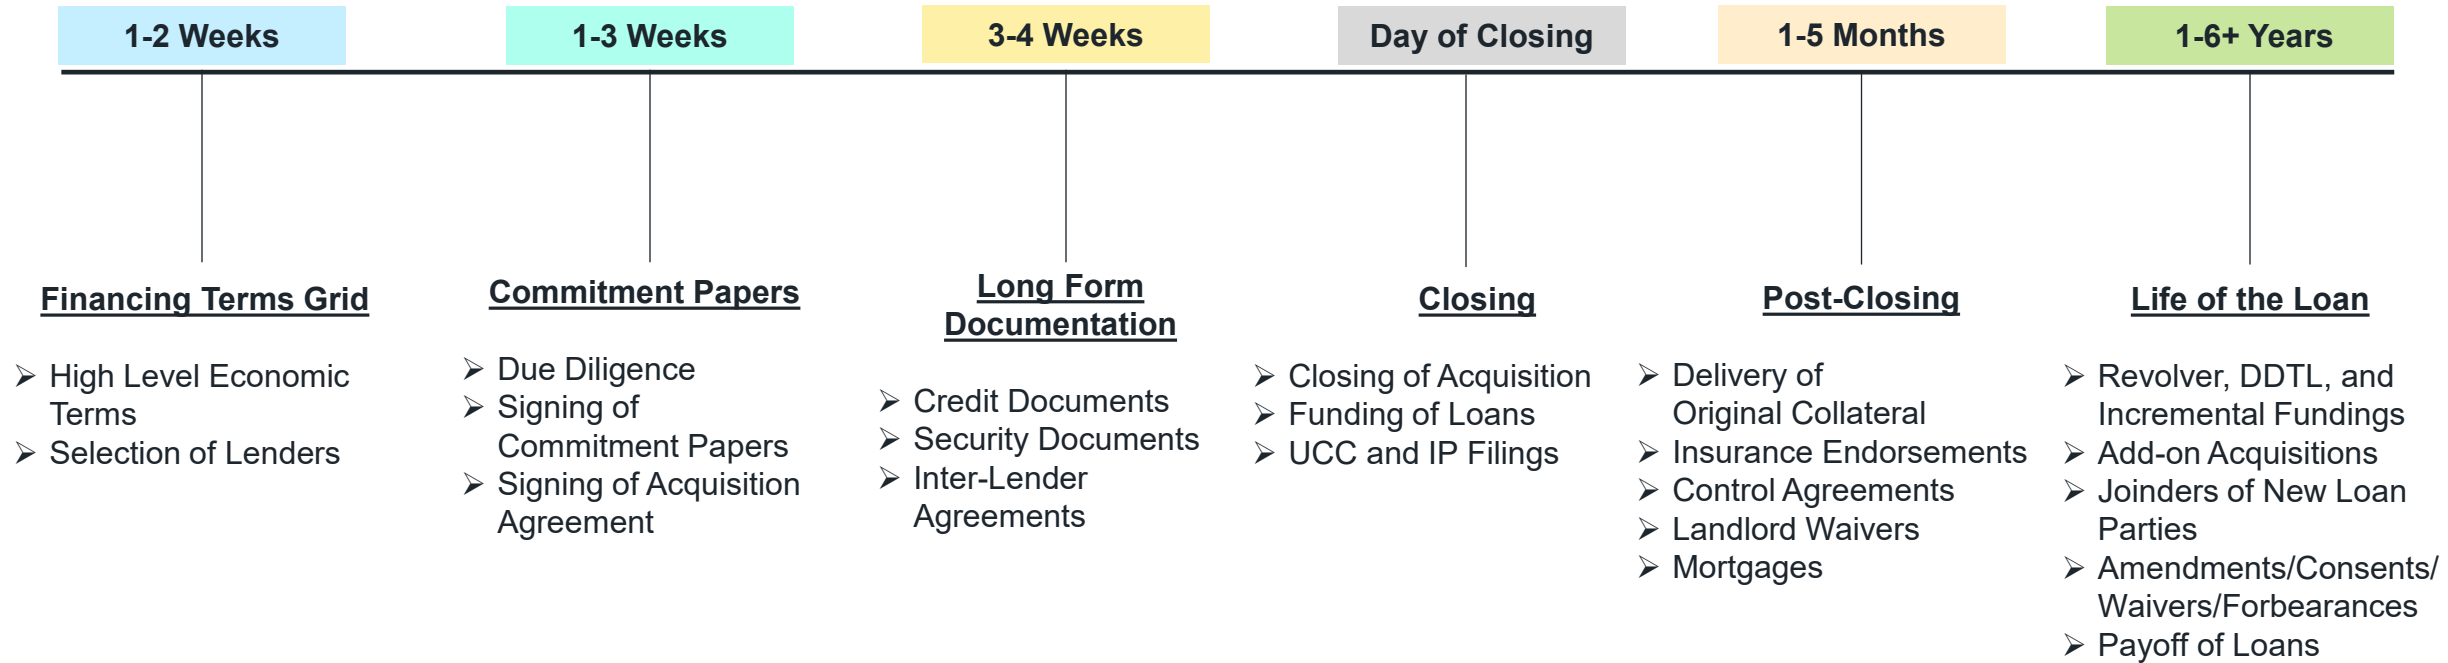 1-2 Weeks
1-3 Weeks
3-4 Weeks
Day of Closing
1-5 Months
1-6+ Years
Financing Terms Grid
➢ High Level Economic
Terms
➢ Selection of Lenders
Commitment Papers
➢ Due Diligence
➢ Signing of
Commitment Papers
➢ Signing of Acquisition
Agreement
Long Form
Documentation
➢ Credit Documents
➢ Security Documents
➢ Inter-Lender
Agreements
Closing
➢ Closing of Acquisition
➢ Funding of Loans
➢ UCC and IP Filings
Post-Closing
➢ Delivery of
Original Collateral
➢ Insurance Endorsements
➢ Control Agreements
➢ Landlord Waivers
➢ Mortgages
Life of the Loan
➢ Revolver, DDTL, and
Incremental Fundings
➢ Add-on Acquisitions
➢ Joinders of New Loan
Parties
➢ Amendments/Consents/
Waivers/Forbearances
➢ Payoff of Loans